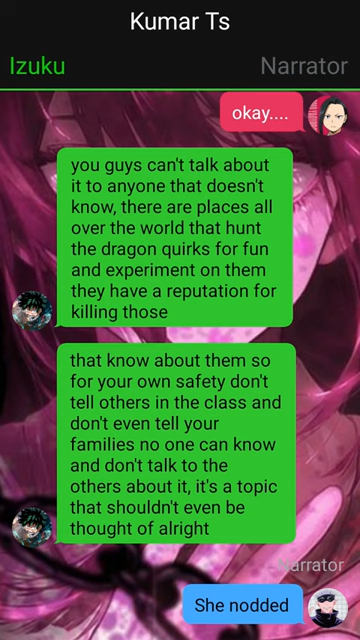 Kumar Ts
Izuku
Narrator
okay....
you guys can't talk about
it to anyone that doesn't
know, there are places all
over the world that hunt
the dragon quirks for fun
and experiment on them
they have a reputation for
killing those
that know about them so
for your own safety don't
tell others in the class and
don't even tell your
families no one can know
and don't talk to the
others about it, it's a topic
that shouldn't even be
thought of alright
Narrator
She nodded